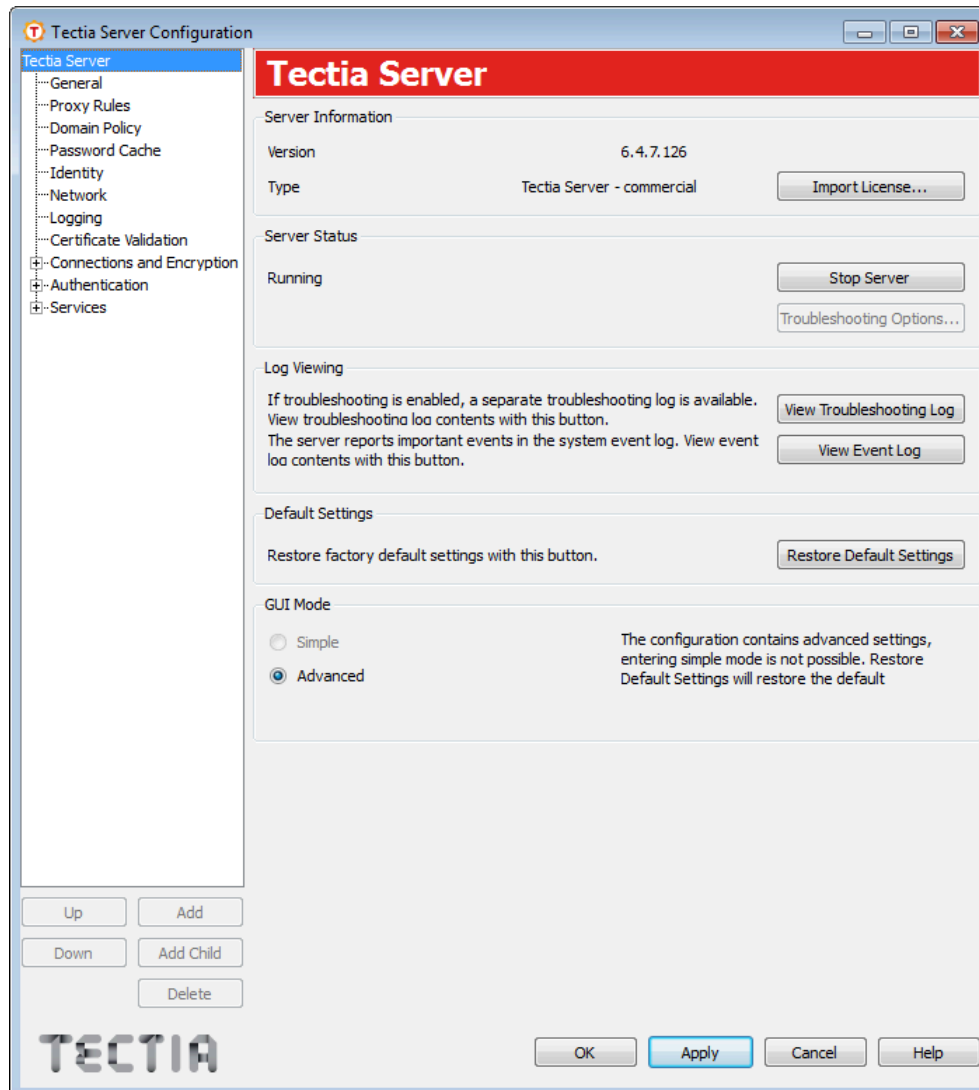 Tectia Server Configuration
Tectia Server
General
Proxy Rules
Domain Policy
Password Cache
Identity
Network
Logging
Certificate Validation
Connections and Encryption
Authentication
Services
Up
Add
Down
Add Child
Delete
TECTIA
Tectia Server
Server Information
Version 6.4.7.126
Type Tectia Server - commercial Import License...
Server Status
Running Stop Server
Troubleshooting Options...
Log Viewing
If troubleshooting is enabled, a separate troubleshooting log is available.
View troubleshooting log contents with this button.
View Troubleshooting Log
The server reports important events in the system event log. View event
log contents with this button.
View Event Log
Default Settings
Restore factory default settings with this button. Restore Default Settings
GUI Mode
Simple
Advanced
The configuration contains advanced settings,
entering simple mode is not possible. Restore
Default Settings will restore the default
OK Apply Cancel Help